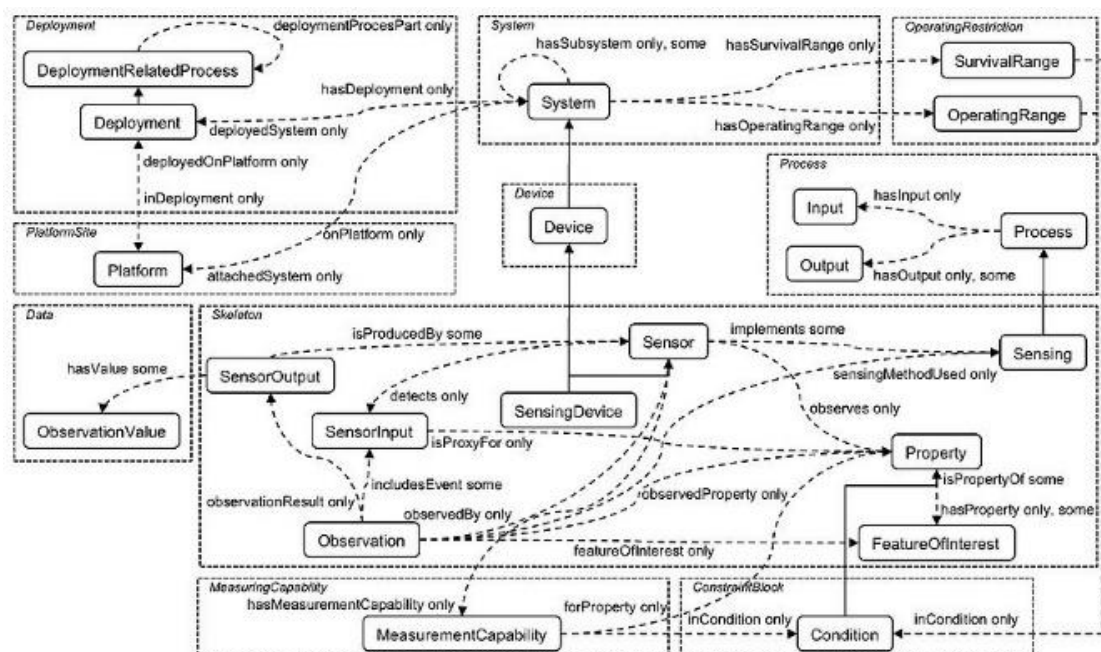 Deployment
deploymentProcesPart only
DeploymentRelatedProcess
hasDeployment only
Deployment
deployedSystem only
deployedOnPlatform only
inDeployment only
System
hasSubsystem only, some
hasSurvivalRange only
System
hasOperatingRange only
OperatingRestriction
SurvivalRange
OperatingRange
Process
hasInput only
Input
Process
Output
hasOutput only, some
Device
Device
PlatformSite
onPlatform only
Platform
attachedSystem only
Data
hasValue some
ObservationValue
Skeleton
isProducedBy some
Sensor
implements some
SensorOutput
Sensing
detects only
sensingMethodUsed only
SensingDevice
SensorInput
observes only
isProxyFor only
Property
isPropertyOf some
observationResult only
includesEvent some
observedProperty only
observedBy only
hasProperty only, some
Observation
featureOfInterest only
FeatureOfInterest
MeasuringCapability
hasMeasurementCapability only
forProperty only
MeasurementCapability
ConstraintBlock
inCondition only
Condition
inCondition only